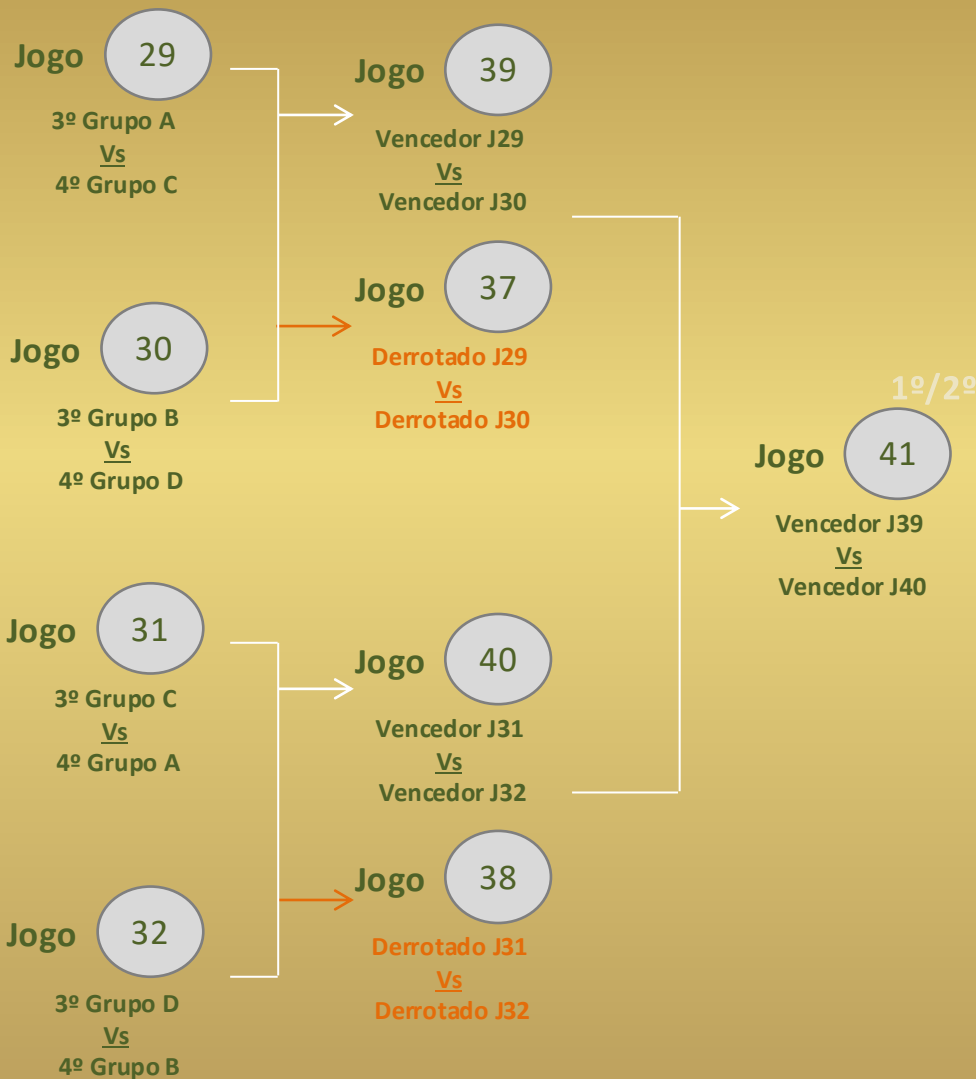 Jogo 29
3º Grupo A
Vs
4º Grupo C
Jogo 30
3º Grupo B
Vs
4º Grupo D
Jogo 31
3º Grupo C
Vs
4º Grupo A
Jogo 32
3º Grupo D
Vs
4º Grupo B
Jogo 39
Vencedor J29
Vs
Vencedor J30
Jogo 37
Derrotado J29
Vs
Derrotado J30
Jogo 40
Vencedor J31
Vs
Vencedor J32
Jogo 38
Derrotado J31
Vs
Derrotado J32
1º/2º
Jogo 41
Vencedor J39
Vs
Vencedor J40